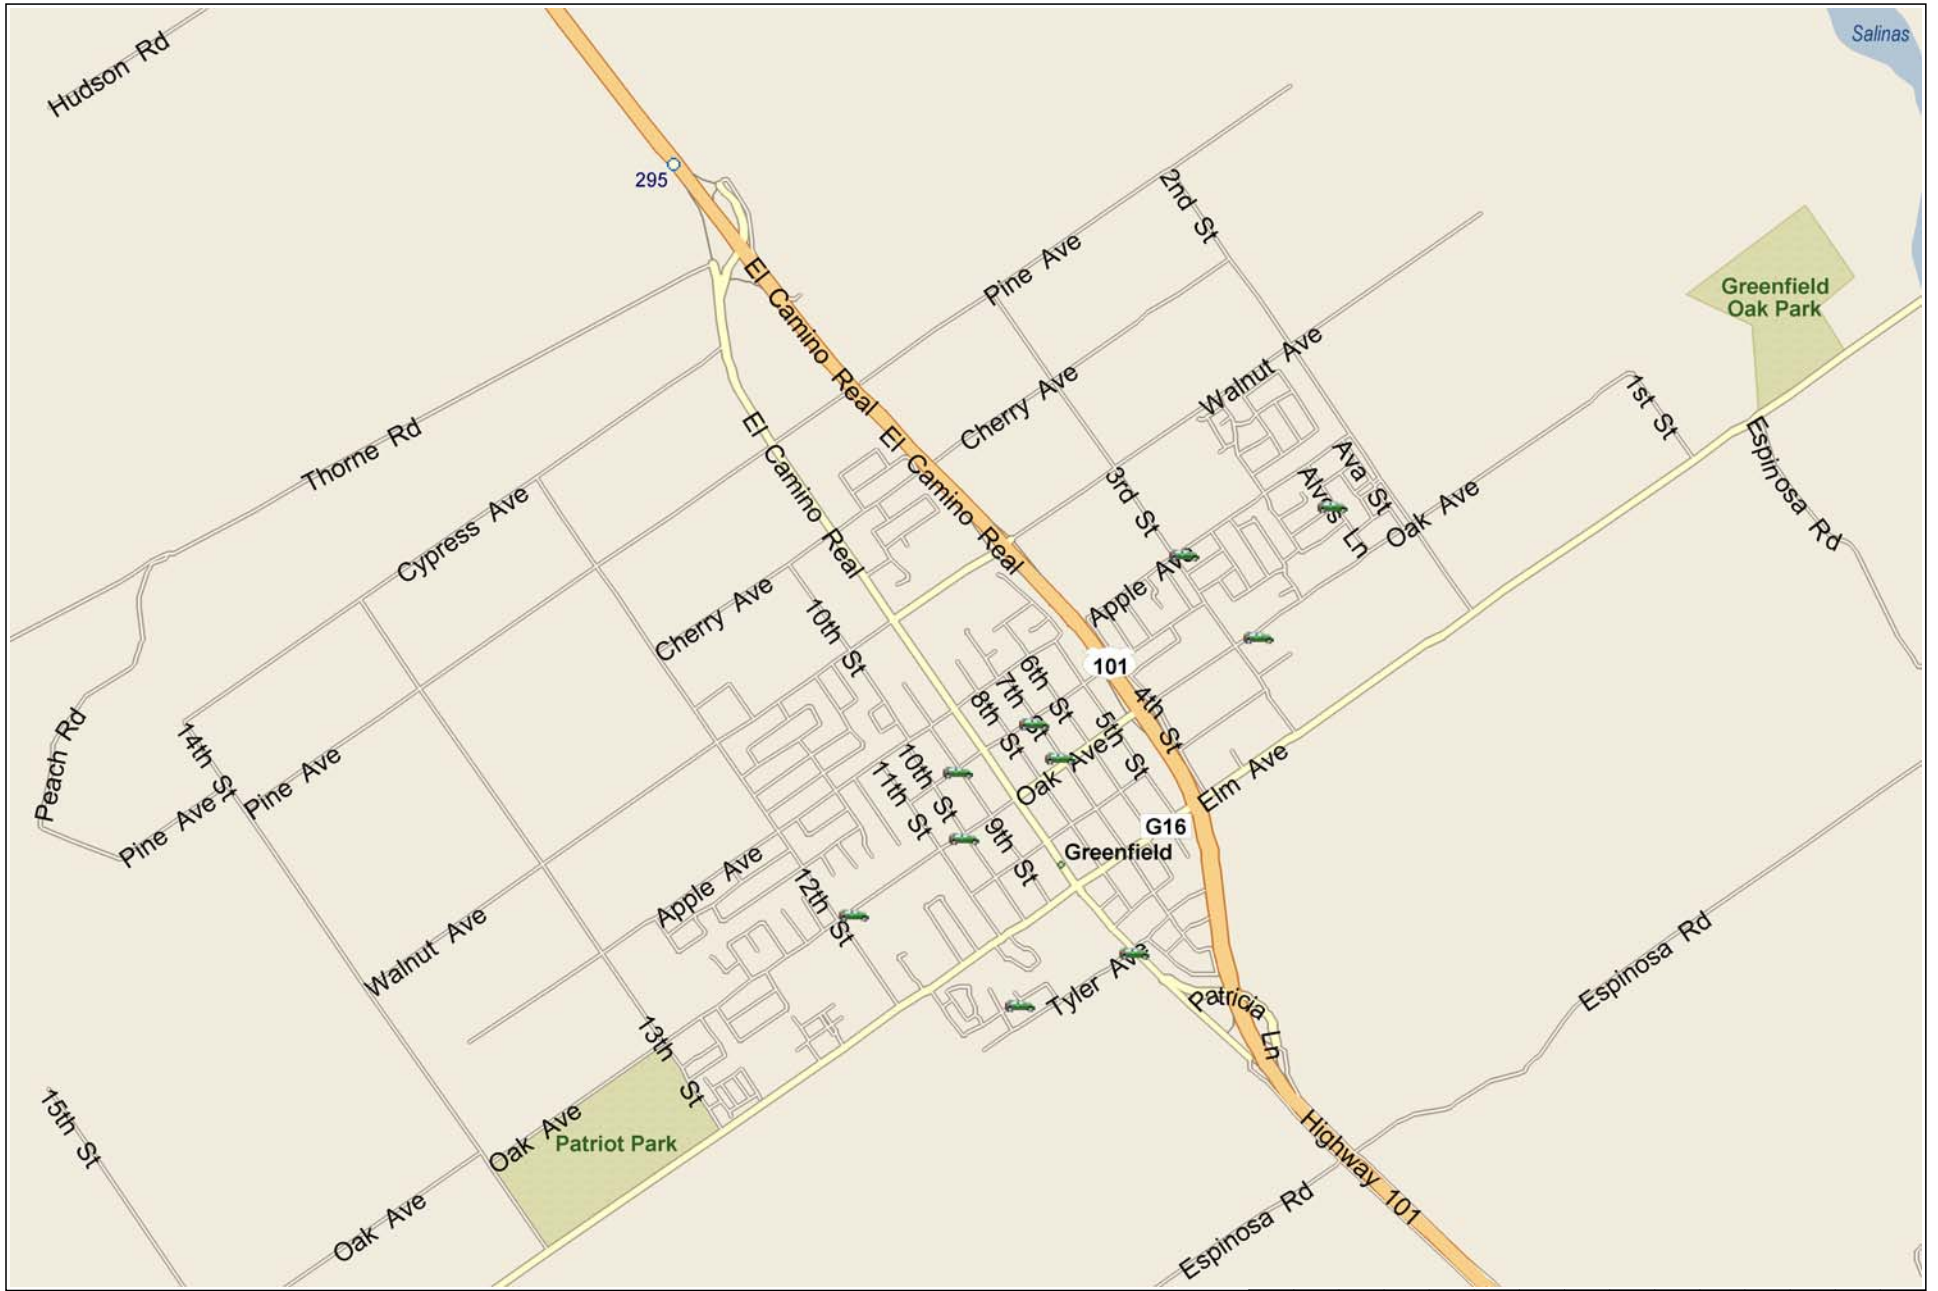 Hudson Rd
Salinas
295
2nd St
Pine Ave
El Camino Real
Greenfield
Oak Park
Walnut Ave
Cherry Ave
El Camino Real
1st St
Thorne Rd
El Camino Real
3rd St
Ava St
Alves Ln
Oak Ave
Espinosa Rd
Cypress Ave
Apple Ave
Cherry Ave
10th St
101
6th St
7th St
8th St
4th St
5th St
14th St
Peach Rd
Pine Ave
Pine Ave
10th St
11th St
Oak Ave
Elm Ave
G16
9th St
Greenfield
Apple Ave
12th St
Walnut Ave
Tyler Ave
Patricia Ln
Espinosa Rd
13th St
15th St
Oak Ave
Patriot Park
Highway 101
Oak Ave
Espinosa Rd